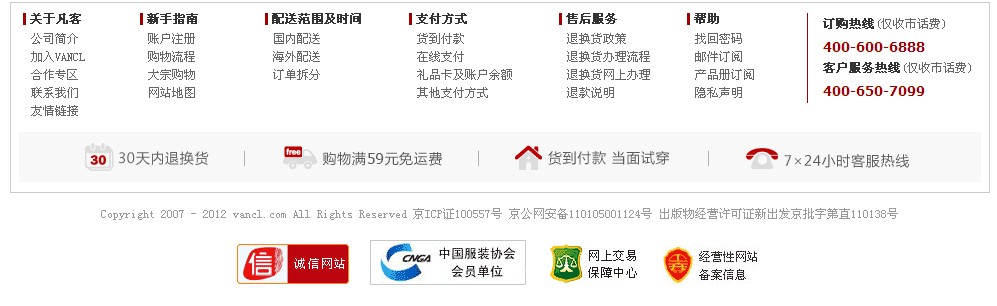 关于凡客
公司简介
加入VANCL
合作专区
联系我们
友情链接
新手指南
账户注册
购物流程
大宗购物
网站地图
配送范围及时间
国内配送
海外配送
订单拆分
支付方式
货到付款
在线支付
礼品卡及账户余额
其他支付方式
售后服务
退换货政策
退换货办理流程
退换货网上办理
退款说明
帮助
找回密码
邮件订阅
产品册订阅
隐私声明
订购热线(仅收市话费)
400-600-6888
客户服务热线(仅收市话费)
400-650-7099
30 30天内退换货
free 购物满59元免运费
货到付款 当面试穿
7×24小时客服热线
Copyright 2007 - 2012 vancl.com All Rights Reserved 京ICP证100557号 京公网安备110105001124号 出版物经营许可证新出发京批字第直110138号
信 诚信网站
CNGA 中国服装协会
会员单位
网上交易
保障中心
经营性网站
备案信息